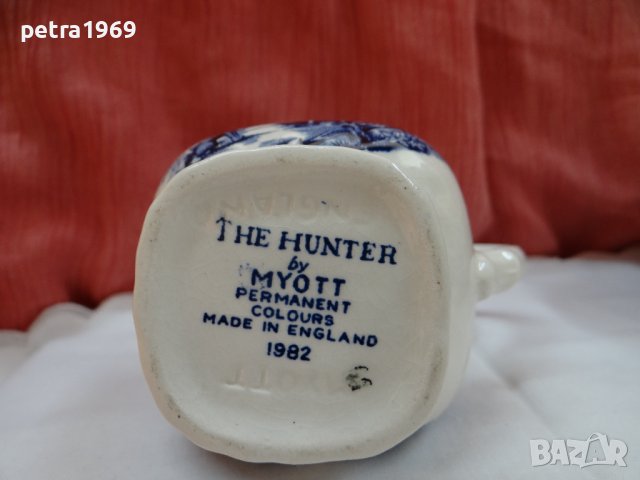 petra1969
THE HUNTER
by
MYOTT
PERMANENT
COLOURS
MADE IN ENGLAND
1982
BAZAR